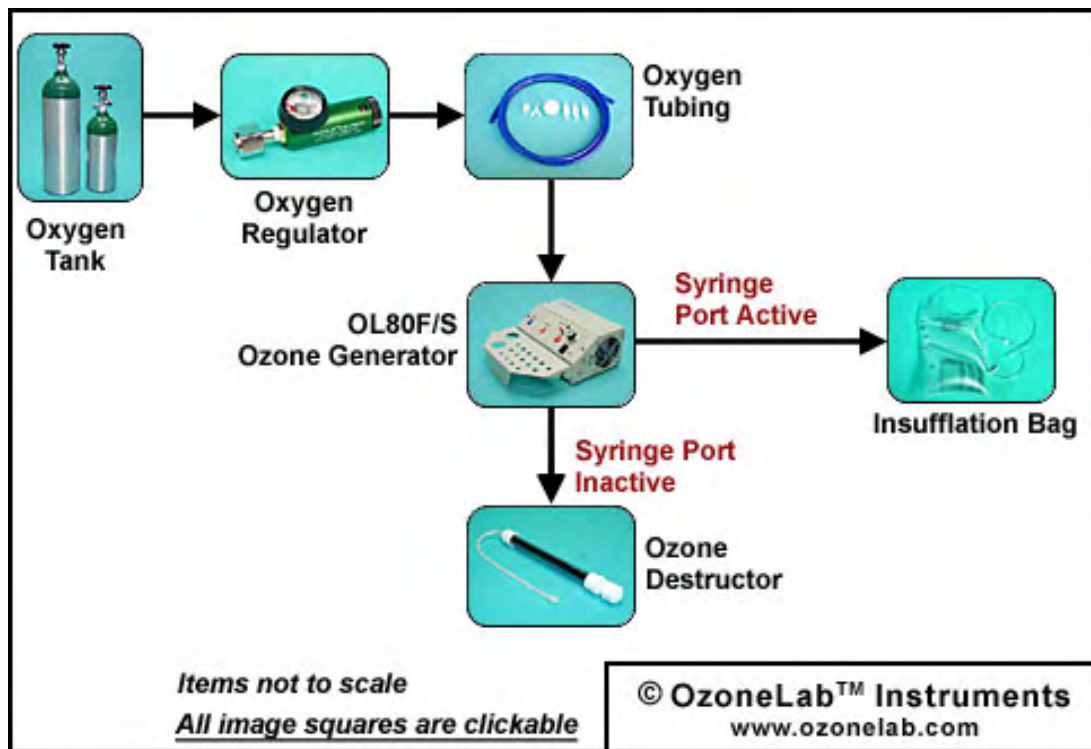 Oxygen
Tank
Oxygen
Regulator
Oxygen
Tubing
OL80F/S
Ozone Generator
Syringe
Port Active
Insufflation Bag
Syringe Port
Inactive
Ozone
Destructor
Items not to scale
All image squares are clickable
© OzoneLab™ Instruments
www.ozonelab.com